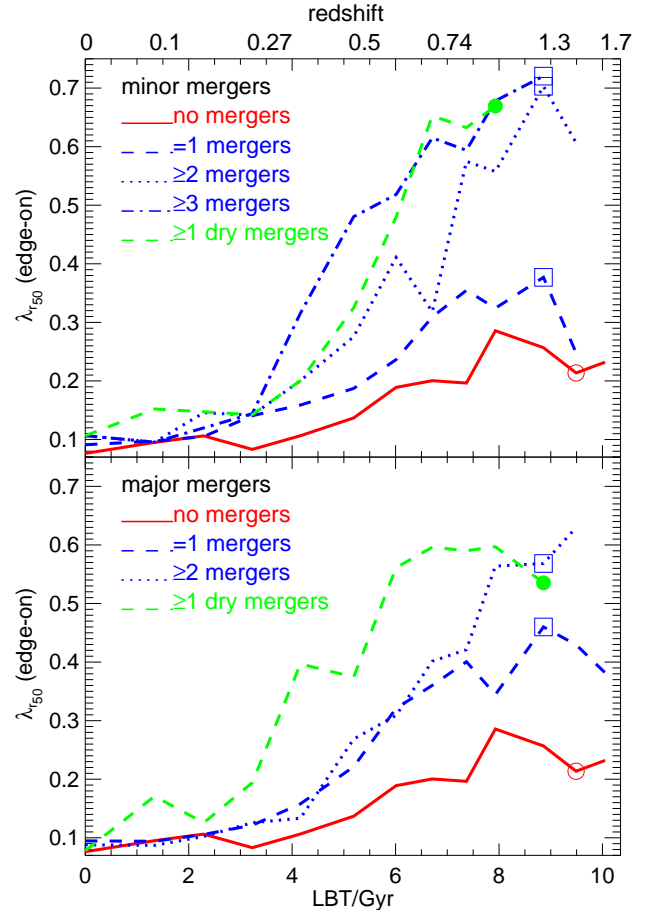 redshift
0 0.1 0.27 0.5 0.74 1.3 1.7
0.7
0.6
0.5
0.4
0.3
0.2
0.1
λr50 (edge-on)
minor mergers
no mergers
=1 mergers
≥2 mergers
≥3 mergers
≥1 dry mergers
0.7
0.6
0.5
0.4
0.3
0.2
0.1
λr50 (edge-on)
major mergers
no mergers
=1 mergers
≥2 mergers
≥1 dry mergers
0 2 4 6 8 10
LBT/Gyr